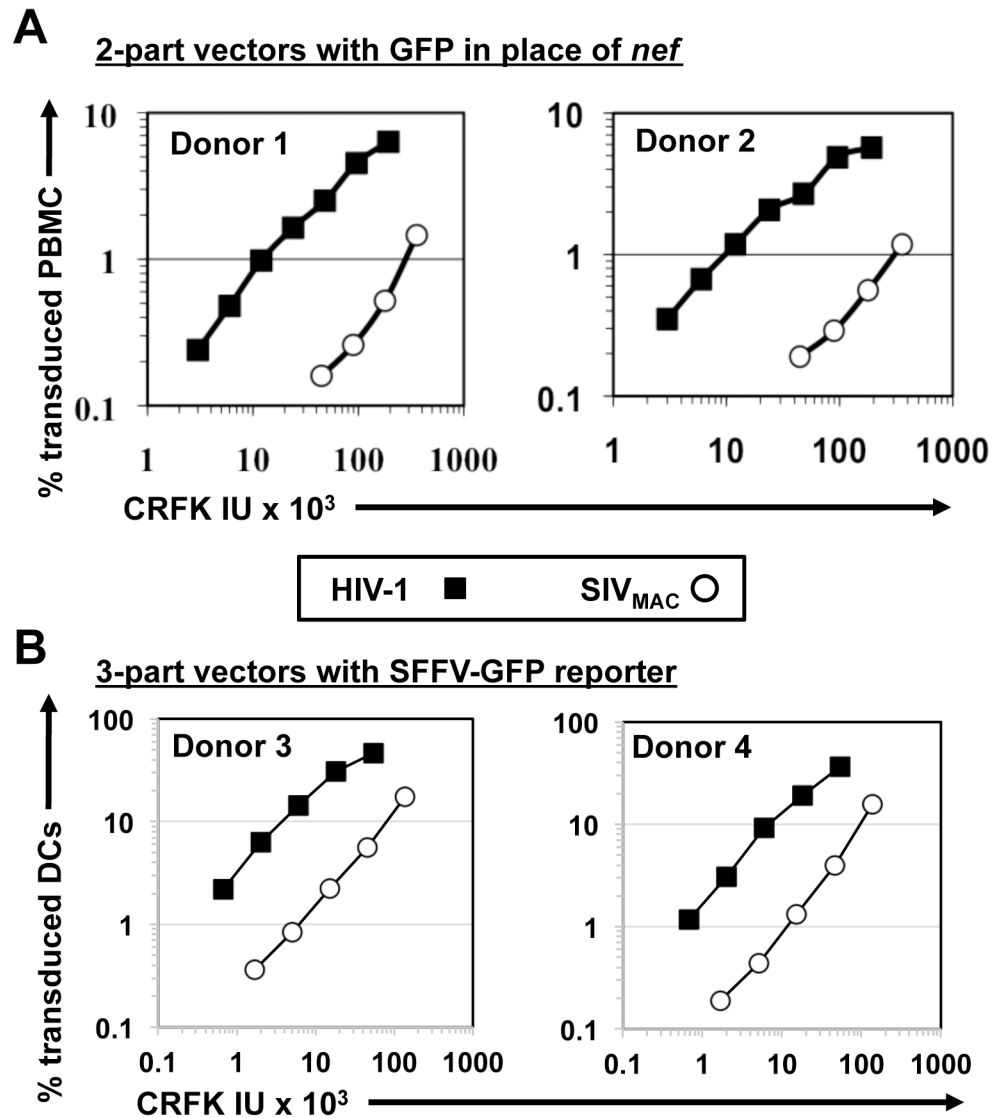 A
2-part vectors with GFP in place of nef
% transduced PBMC
Donor 1
10
1
0.1
1 10 100 1000
Donor 2
10
1
0.1
1 10 100 1000
CRFK IU x 10³
HIV-1
SIVMAC
B
3-part vectors with SFFV-GFP reporter
% transduced DCs
Donor 3
100
10
1
0.1
0.1 1 10 100 1000
Donor 4
100
10
1
0.1
0.1 1 10 100 1000
CRFK IU x 10³